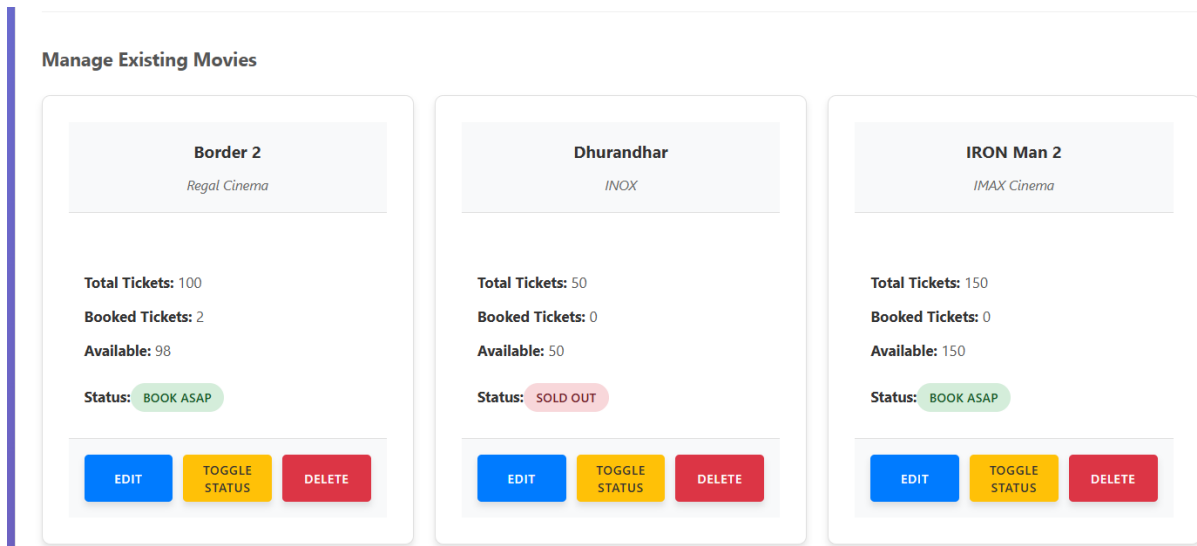 Manage Existing Movies
Border 2
Regal Cinema
Total Tickets: 100
Booked Tickets: 2
Available: 98
Status: BOOK ASAP
EDIT
TOGGLE
STATUS
DELETE
Dhurandhar
INOX
Total Tickets: 50
Booked Tickets: 0
Available: 50
Status: SOLD OUT
EDIT
TOGGLE
STATUS
DELETE
IRON Man 2
IMAX Cinema
Total Tickets: 150
Booked Tickets: 0
Available: 150
Status: BOOK ASAP
EDIT
TOGGLE
STATUS
DELETE